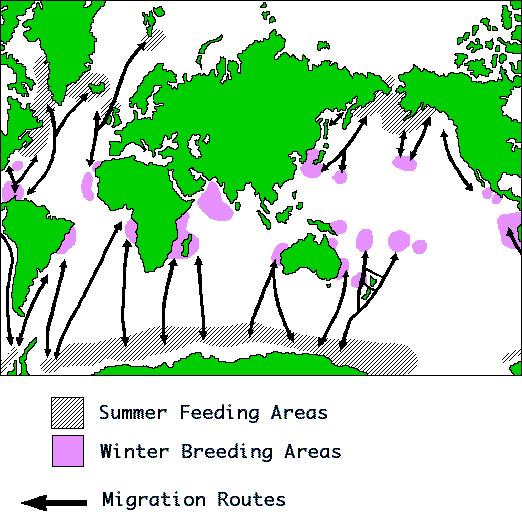 Summer Feeding Areas
Winter Breeding Areas
Migration Routes